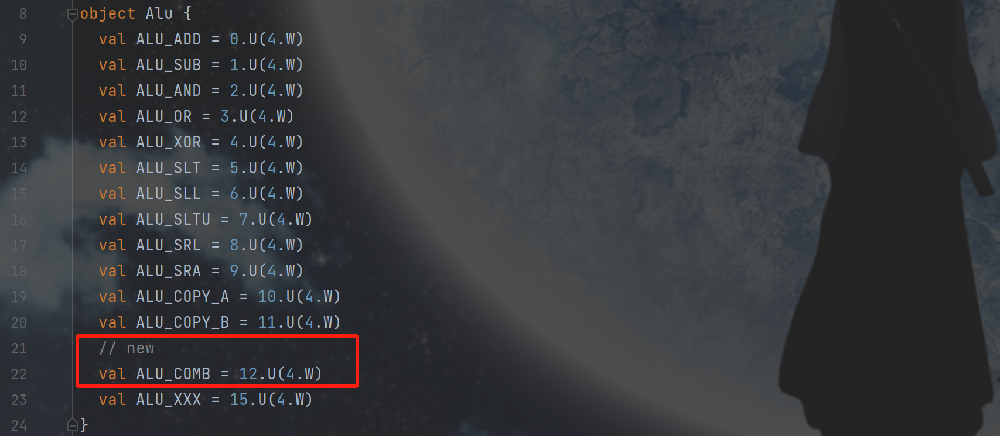 8 object Alu {
9 val ALU_ADD = 0.U(4.W)
10 val ALU_SUB = 1.U(4.W)
11 val ALU_AND = 2.U(4.W)
12 val ALU_OR = 3.U(4.W)
13 val ALU_XOR = 4.U(4.W)
14 val ALU_SLT = 5.U(4.W)
15 val ALU_SLL = 6.U(4.W)
16 val ALU_SLTU = 7.U(4.W)
17 val ALU_SRL = 8.U(4.W)
18 val ALU_SRA = 9.U(4.W)
19 val ALU_COPY_A = 10.U(4.W)
20 val ALU_COPY_B = 11.U(4.W)
21 // new
22 val ALU_COMB = 12.U(4.W)
23 val ALU_XXX = 15.U(4.W)
24 }